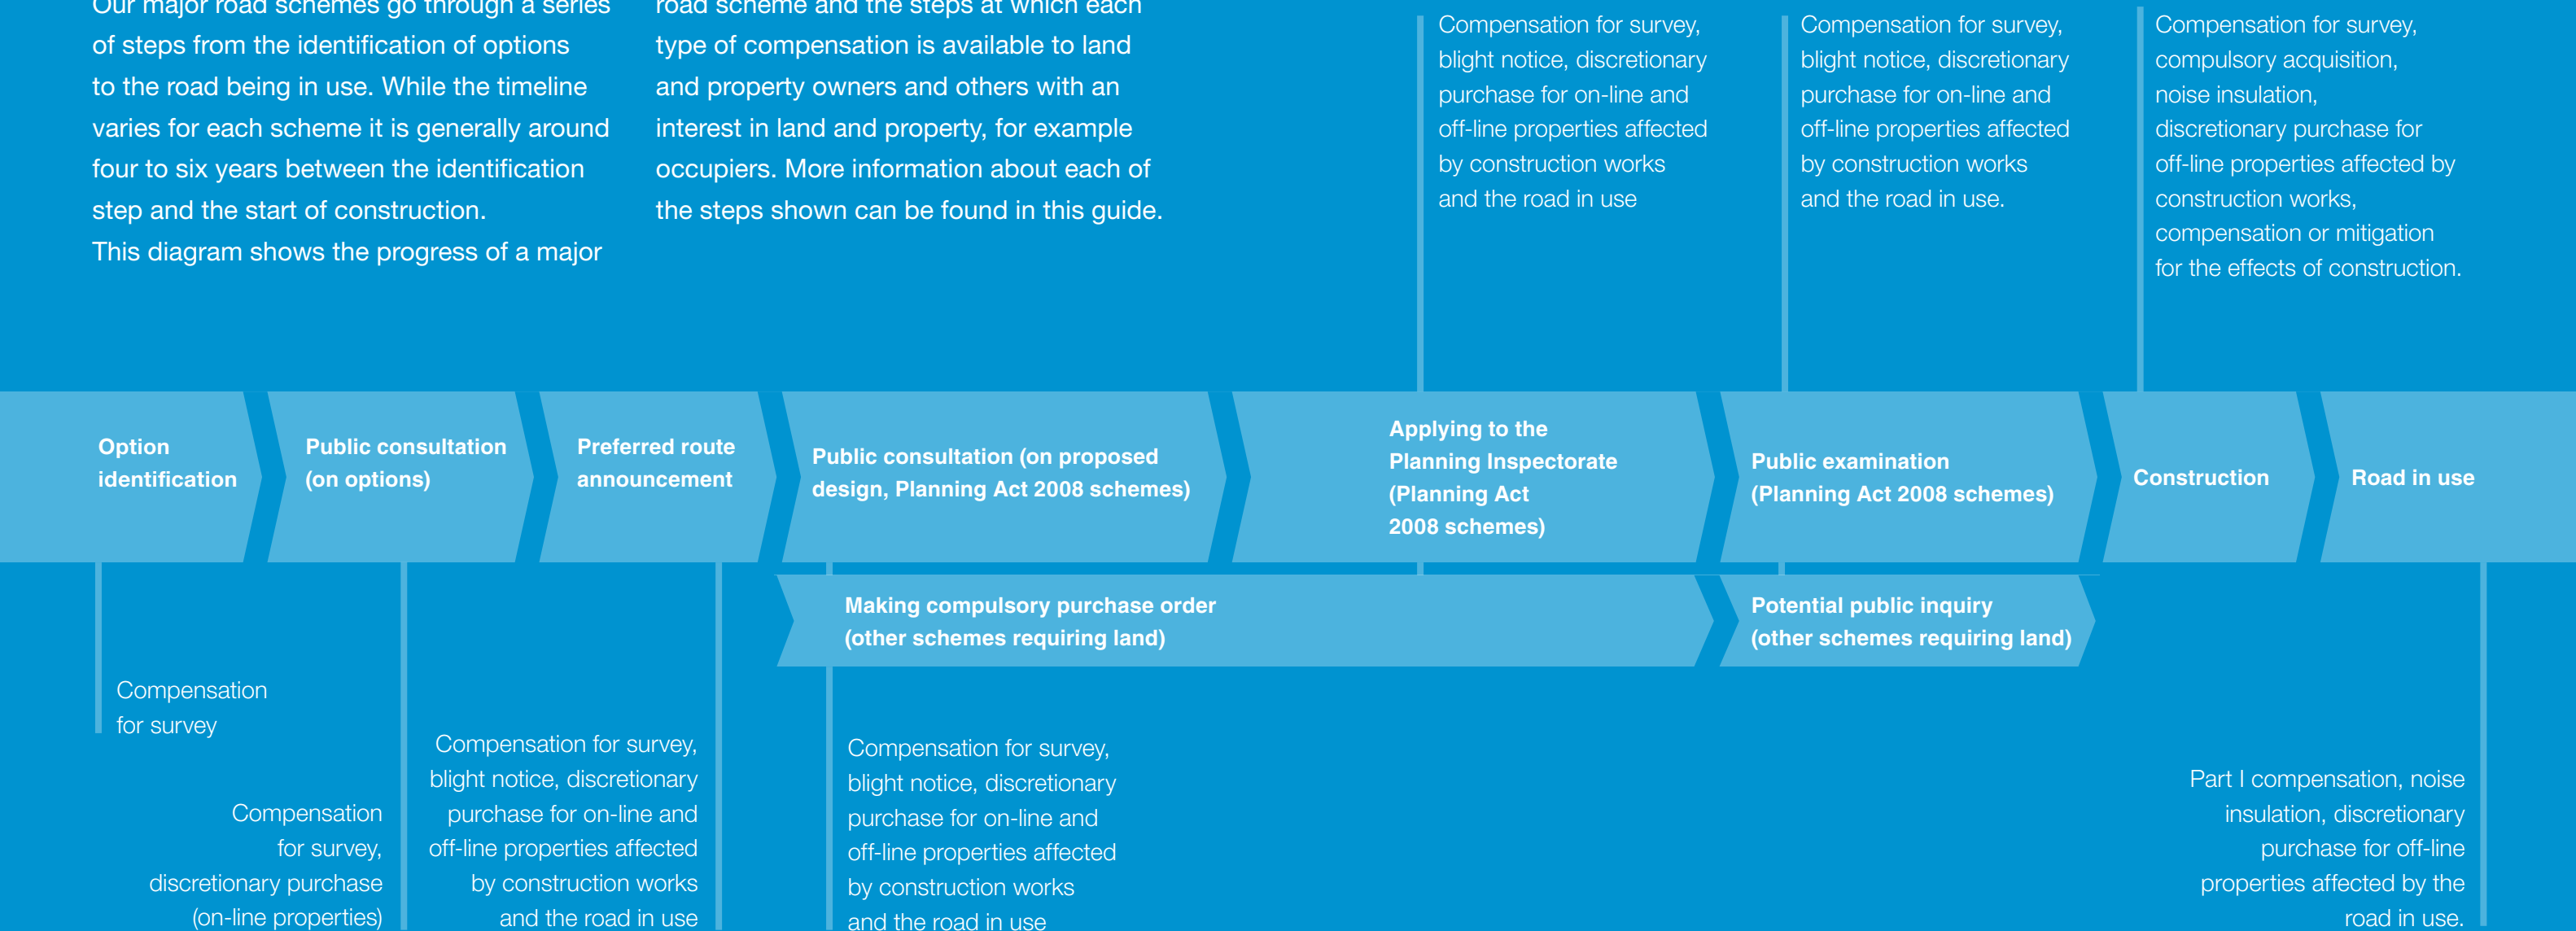 Our major road schemes go through a series
of steps from the identification of options
to the road being in use. While the timeline
varies for each scheme it is generally around
four to six years between the identification
step and the start of construction.
This diagram shows the progress of a major
road scheme and the steps at which each
type of compensation is available to land
and property owners and others with an
interest in land and property, for example
occupiers. More information about each of
the steps shown can be found in this guide.
Compensation for survey,
blight notice, discretionary
purchase for on-line and
off-line properties affected
by construction works
and the road in use
Compensation for survey,
blight notice, discretionary
purchase for on-line and
off-line properties affected
by construction works
and the road in use.
Compensation for survey,
compulsory acquisition,
noise insulation,
discretionary purchase for
off-line properties affected by
construction works,
compensation or mitigation
for the effects of construction.
Option
identification
Public consultation
(on options)
Preferred route
announcement
Public consultation (on proposed
design, Planning Act 2008 schemes)
Applying to the
Planning Inspectorate
(Planning Act
2008 schemes)
Public examination
(Planning Act 2008 schemes)
Construction
Road in use
Making compulsory purchase order
(other schemes requiring land)
Potential public inquiry
(other schemes requiring land)
Compensation
for survey
Compensation
for survey,
discretionary purchase
(on-line properties)
Compensation for survey,
blight notice, discretionary
purchase for on-line and
off-line properties affected
by construction works
and the road in use
Compensation for survey,
blight notice, discretionary
purchase for on-line and
off-line properties affected
by construction works
and the road in use
Part I compensation, noise
insulation, discretionary
purchase for off-line
properties affected by the
road in use.